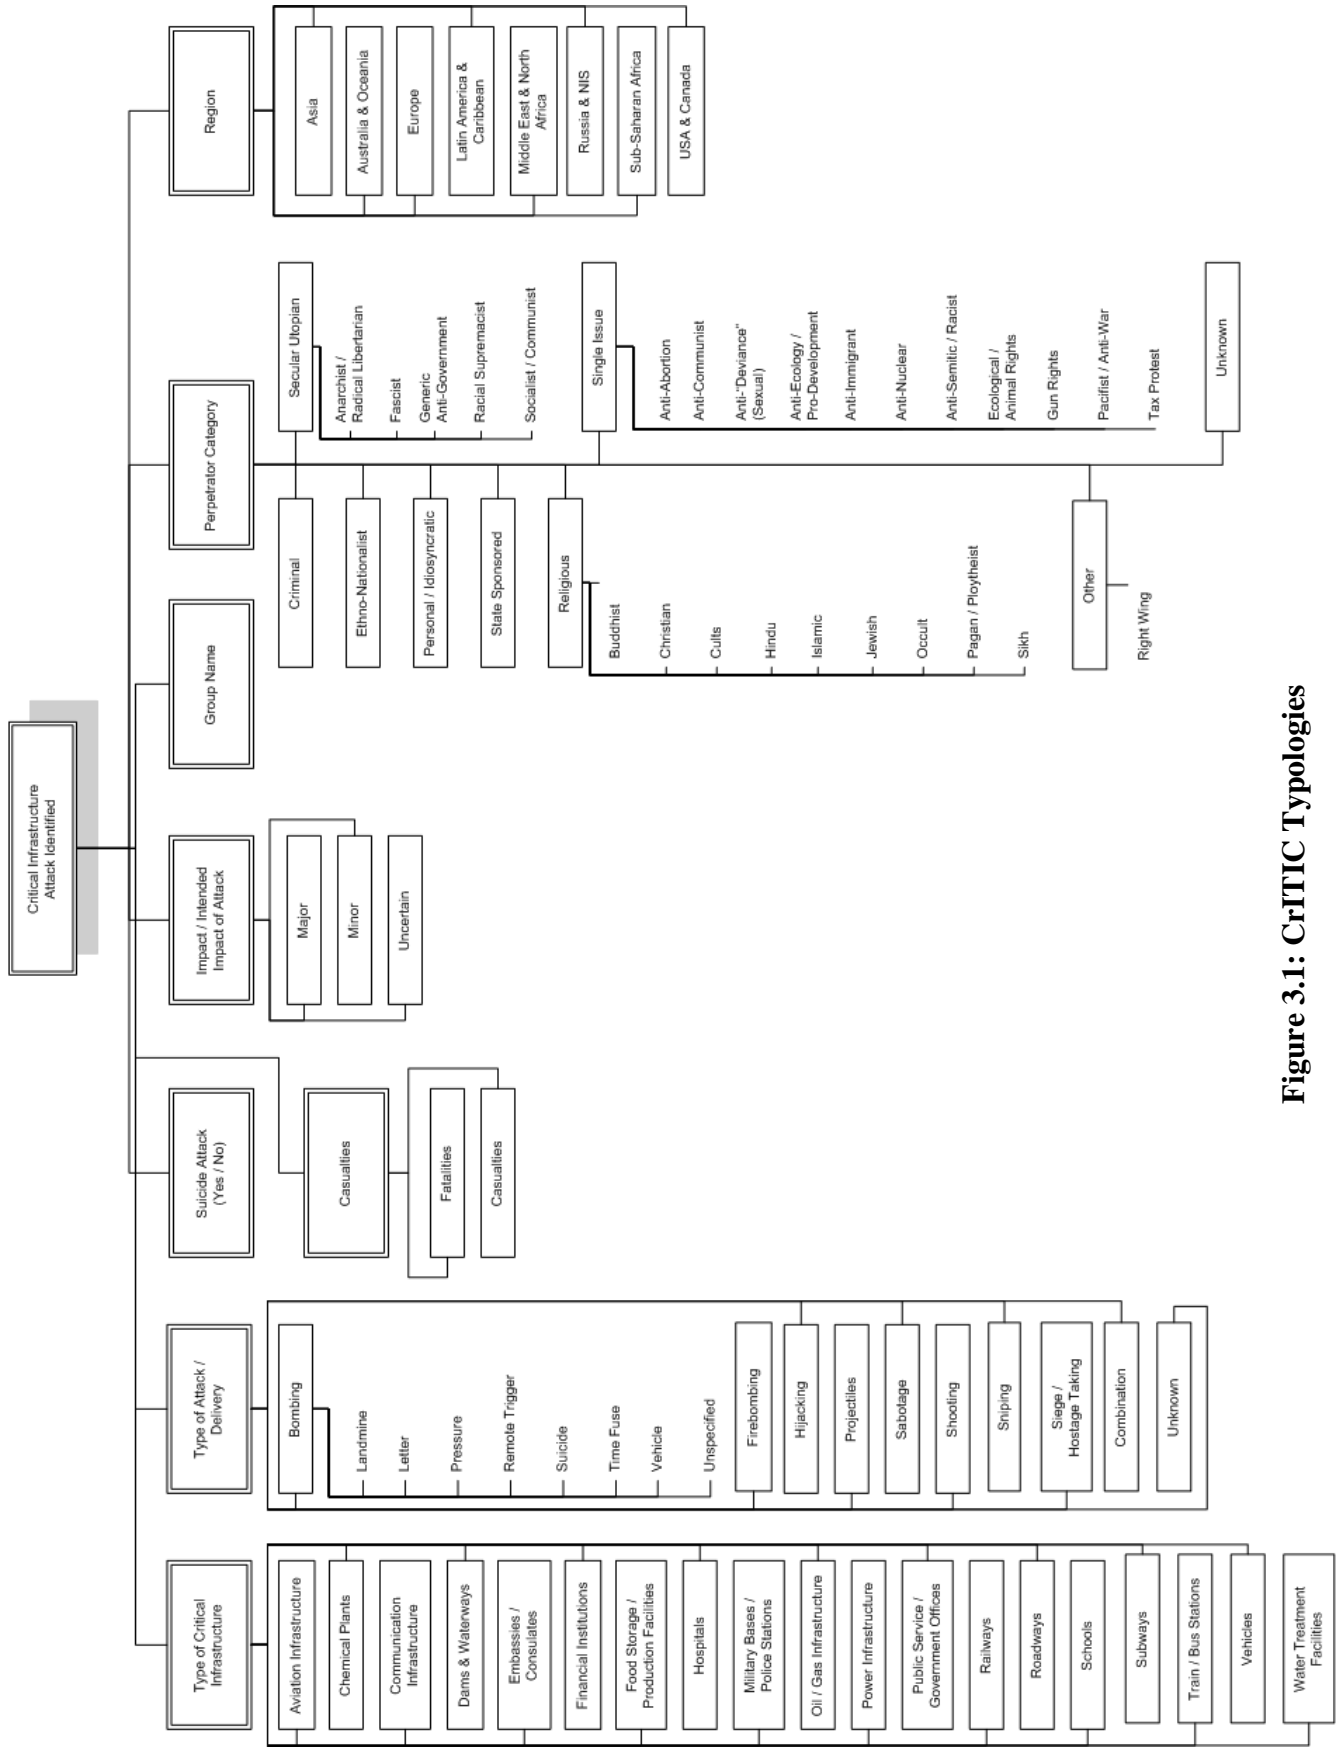 Critical Infrastructure
Attack Identified
Type of Critical
Infrastructure
Aviation Infrastructure
Chemical Plants
Communication
Infrastructure
Dams & Waterways
Embassies /
Consulates
Financial Institutions
Food Storage /
Production Facilities
Hospitals
Military Bases /
Police Stations
Oil / Gas Infrastructure
Power Infrastructure
Public Service /
Government Offices
Railways
Roadways
Schools
Subways
Train / Bus Stations
Vehicles
Water Treatment
Facilities
Type of Attack /
Delivery
Bombing
Landmine
Letter
Pressure
Remote Trigger
Suicide
Time Fuse
Vehicle
Unspecified
Firebombing
Hijacking
Projectiles
Sabotage
Shooting
Sniping
Siege /
Hostage Taking
Combination
Unknown
Suicide Attack
(Yes / No)
Casualties
Fatalities
Casualties
Impact / Intended
Impact of Attack
Major
Minor
Uncertain
Group Name
Perpetrator Category
Criminal
Ethno-Nationalist
Personal / Idiosyncratic
State Sponsored
Religious
Buddhist
Christian
Cults
Hindu
Islamic
Jewish
Occult
Pagan / Ploytheist
Sikh
Other
Right Wing
Secular Utopian
Anarchist /
Radical Libertarian
Fascist
Generic
Anti-Government
Racial Supremacist
Socialist / Communist
Single Issue
Anti-Abortion
Anti-Communist
Anti-"Deviance"
(Sexual)
Anti-Ecology /
Pro-Development
Anti-Immigrant
Anti-Nuclear
Anti-Semitic / Racist
Ecological /
Animal Rights
Gun Rights
Pacifist / Anti-War
Tax Protest
Unknown
Region
Asia
Australia & Oceania
Europe
Latin America &
Caribbean
Middle East & North
Africa
Russia & NIS
Sub-Saharan Africa
USA & Canada
Figure 3.1: CrITIC Typologies